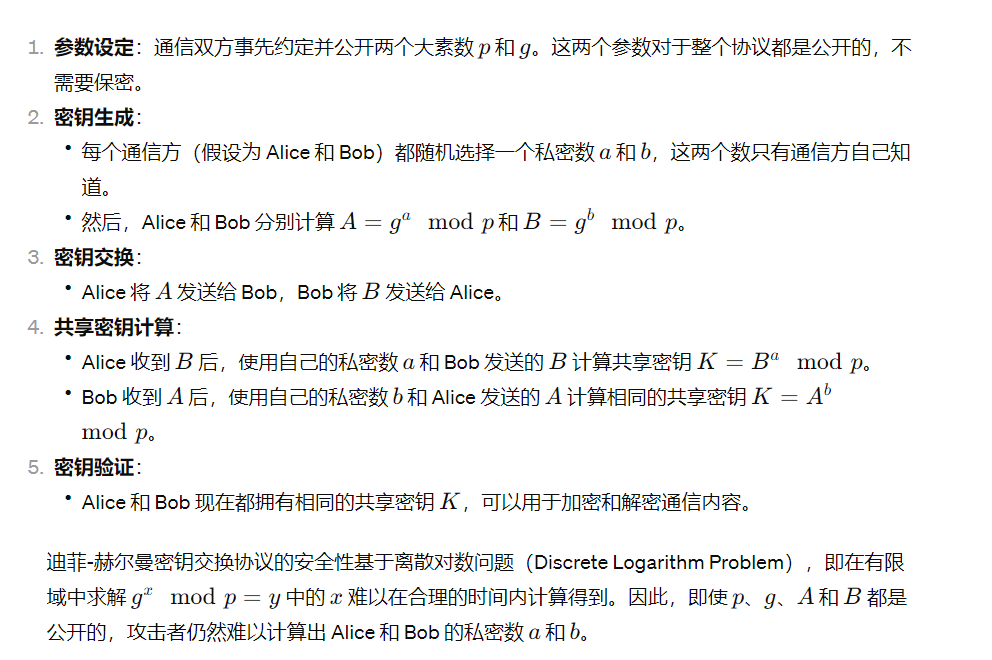 1. 参数设定：通信双方事先约定并公开两个大素数 p 和 g。这两个参数对于整个协议都是公开的，不
需要保密。
2. 密钥生成：
• 每个通信方（假设为 Alice 和 Bob）都随机选择一个私密数 a 和 b，这两个数只有通信方自己知
道。
• 然后，Alice 和 Bob 分别计算 A = gᵃ mod p 和 B = gᵇ mod p。
3. 密钥交换：
• Alice 将 A 发送给 Bob，Bob 将 B 发送给 Alice。
4. 共享密钥计算：
• Alice 收到 B 后，使用自己的私密数 a 和 Bob 发送的 B 计算共享密钥 K = Bᵃ mod p。
• Bob 收到 A 后，使用自己的私密数 b 和 Alice 发送的 A 计算相同的共享密钥 K = Aᵇ
mod p。
5. 密钥验证：
• Alice 和 Bob 现在都拥有相同的共享密钥 K，可以用于加密和解密通信内容。
迪菲-赫尔曼密钥交换协议的安全性基于离散对数问题（Discrete Logarithm Problem），即在有限
域中求解 gˣ mod p = y 中的 x 难以在合理的时间内计算得到。因此，即使 p、g、A 和 B 都是
公开的，攻击者仍然难以计算出 Alice 和 Bob 的私密数 a 和 b。